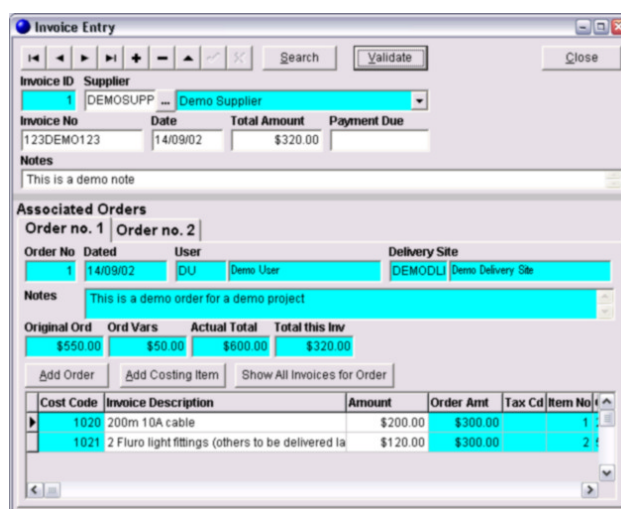 Invoice Entry
Search Validate Close
Invoice ID Supplier
1 DEMOSUPP ... Demo Supplier
Invoice No Date Total Amount Payment Due
123DEMO123 14/09/02 $320.00
Notes
This is a demo note
Associated Orders
Order no. 1 Order no. 2
Order No Dated User Delivery Site
1 14/09/02 DU Demo User DEMODLI Demo Delivery Site
Notes This is a demo order for a demo project
Original Ord Ord Vars Actual Total Total this Inv
$550.00 $50.00 $600.00 $320.00
Add Order Add Costing Item Show All Invoices for Order
Cost Code Invoice Description Amount Order Amt Tax Cd Item No
1020 200m 10A cable $200.00 $300.00 1
1021 2 Fluro light fittings (others to be delivered la $120.00 $300.00 2